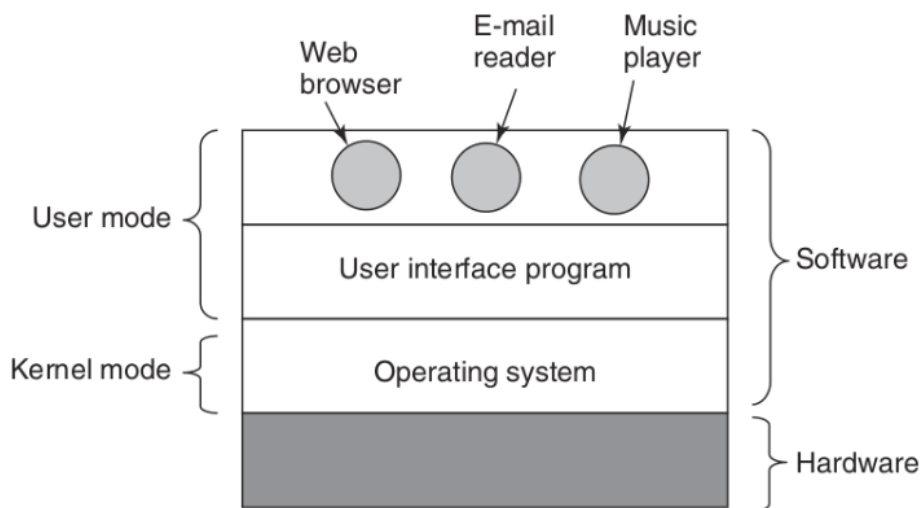 Web
browser
E-mail
reader
Music
player
User mode
User interface program
Software
Kernel mode
Operating system
Hardware